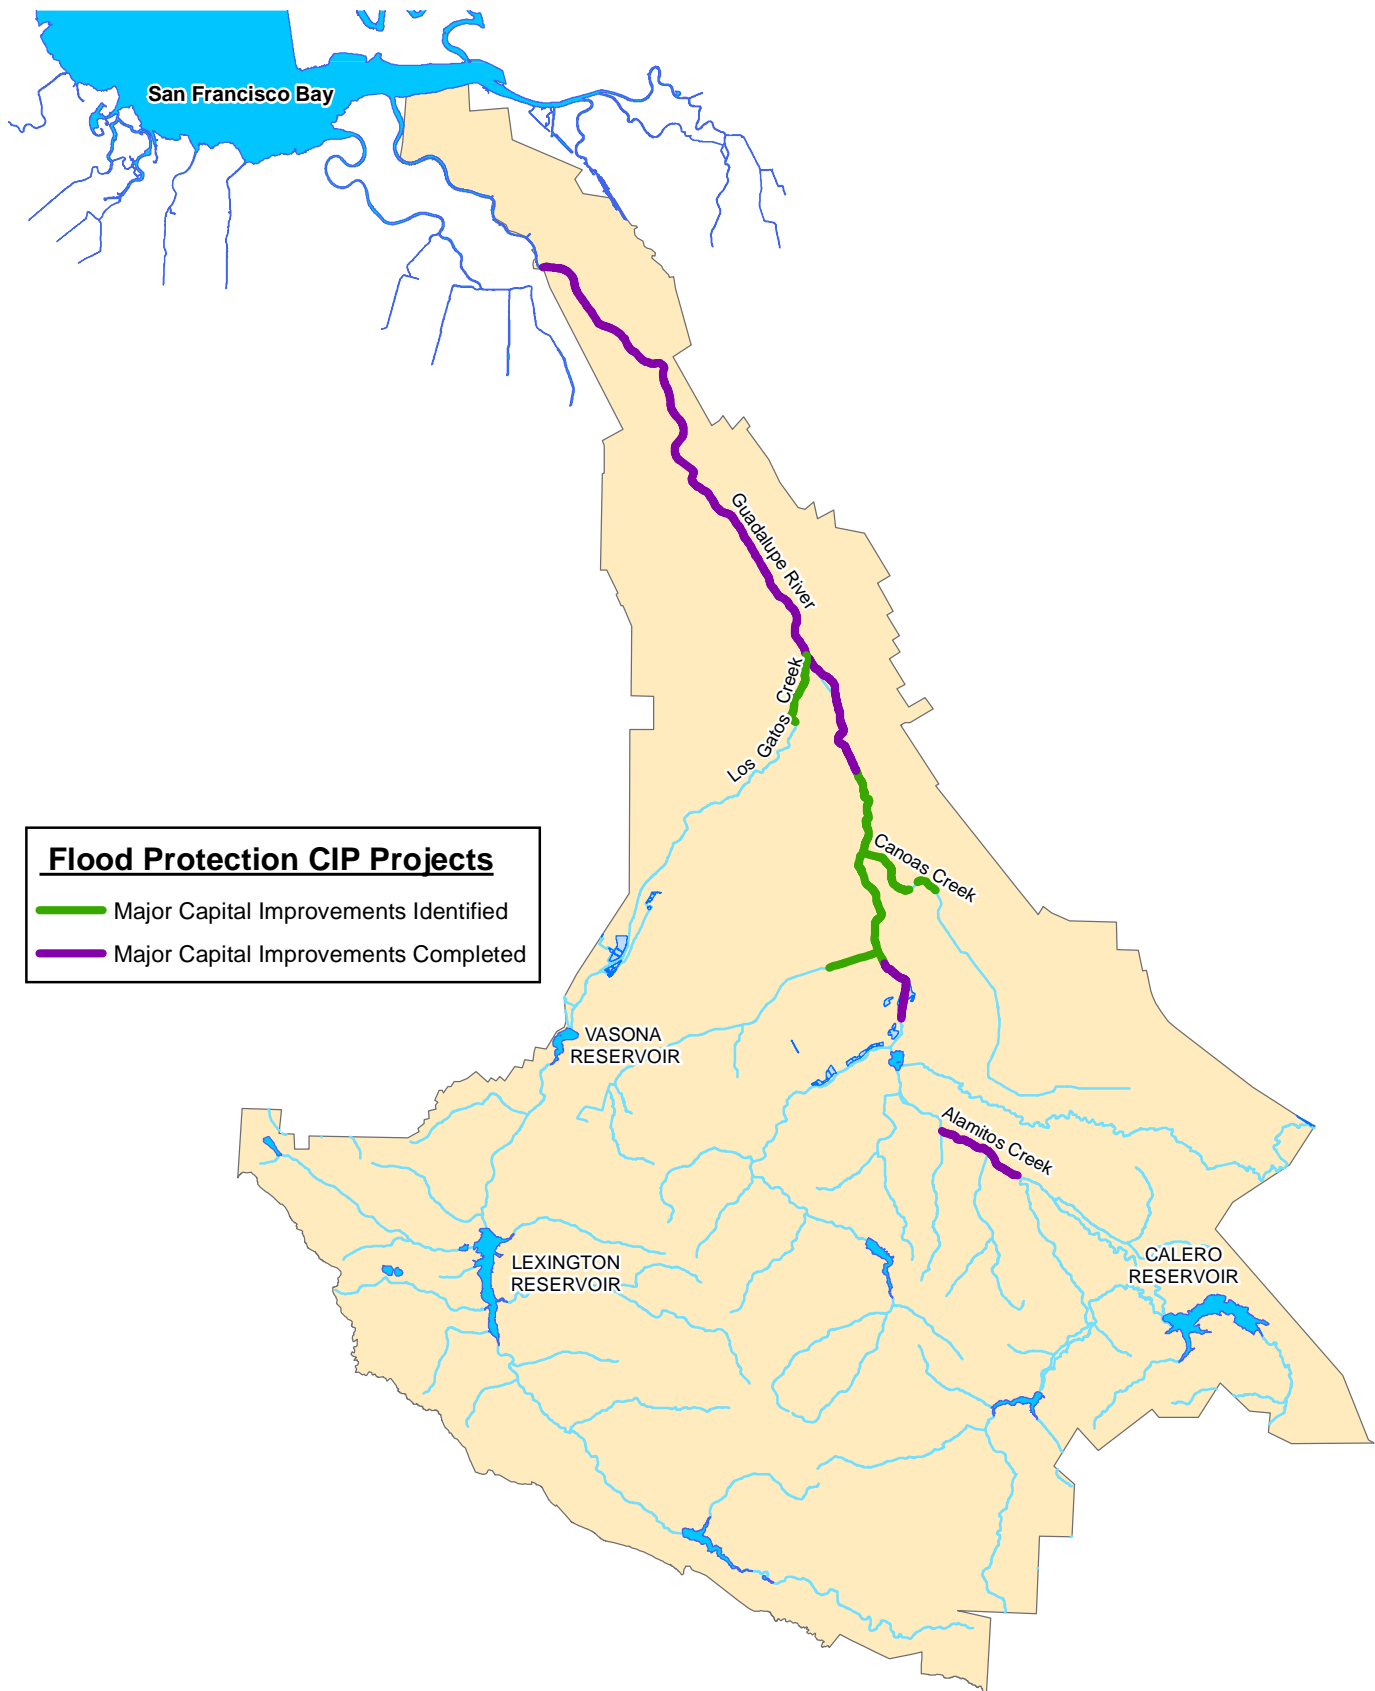 San Francisco Bay
Guadalupe River
Los Gatos Creek
Canoas Creek
Flood Protection CIP Projects
Major Capital Improvements Identified
Major Capital Improvements Completed
VASONA
RESERVOIR
Alamitos Creek
LEXINGTON
RESERVOIR
CALERO
RESERVOIR